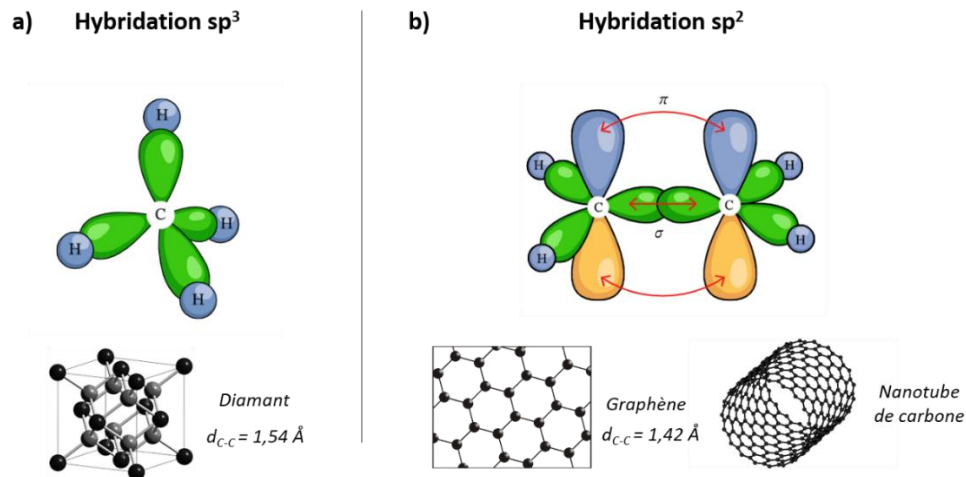 a) Hybridation sp³
b) Hybridation sp²
H
C
H
H
H
π
H
H
C
C
σ
H
H
Diamant
d_C-C = 1,54 Å
Graphène
d_C-C = 1,42 Å
Nanotube
de carbone